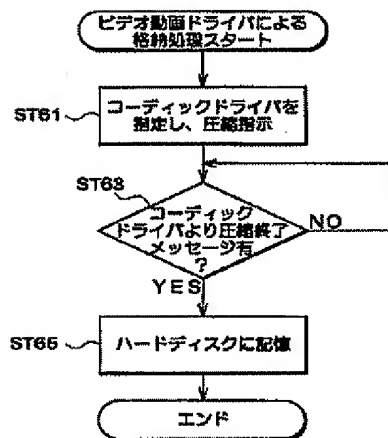 ビデオ動画ドライバによる
格納処理スタート
ST61
コーディックドライバを
指定し、圧縮指示
ST63
コーディック
ドライバより圧縮終了
メッセージ有
?
NO
YES
ST65
ハードディスクに記憶
エンド